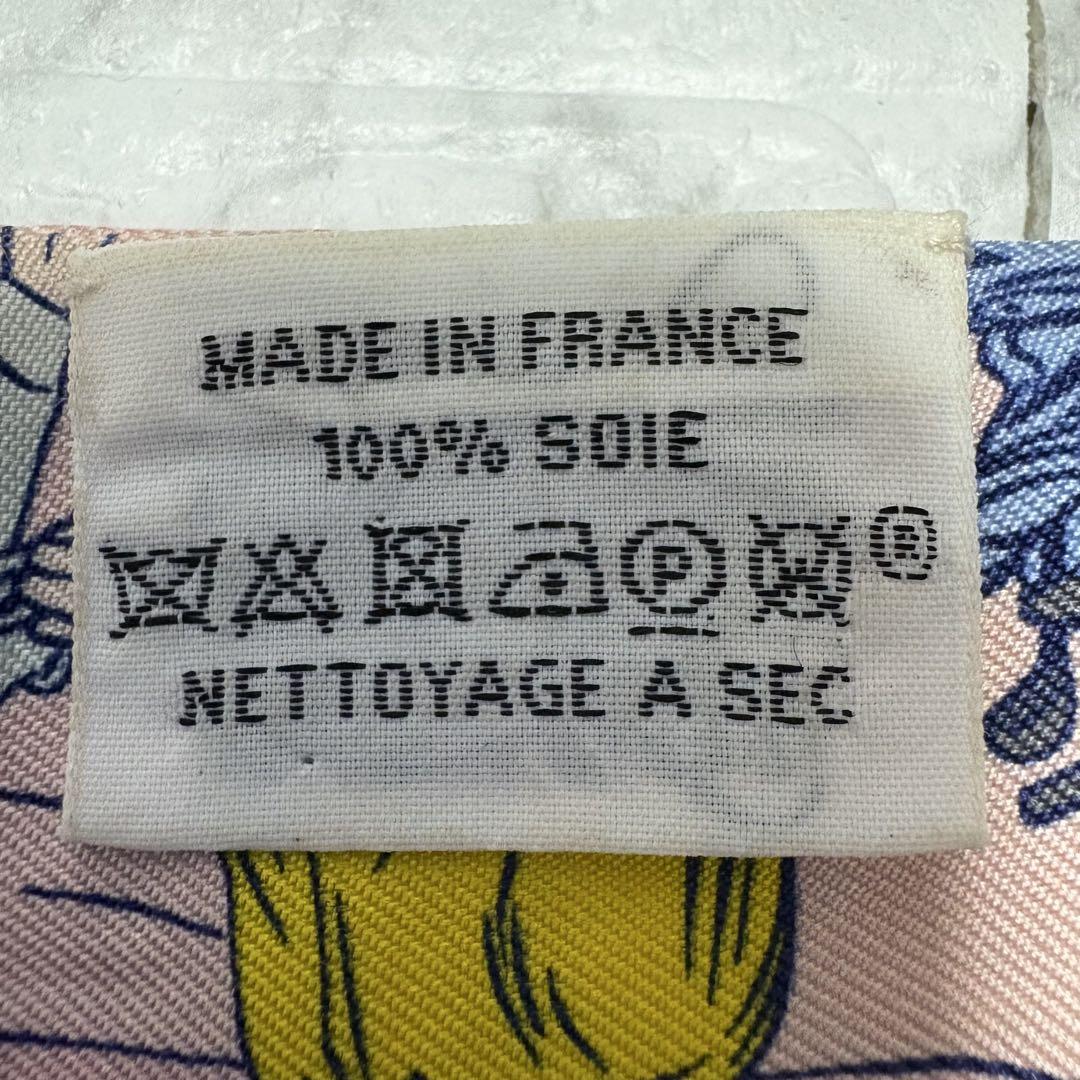 MADE IN FRANCE
100% SOIE
F W ®
NETTOYAGE A SEC